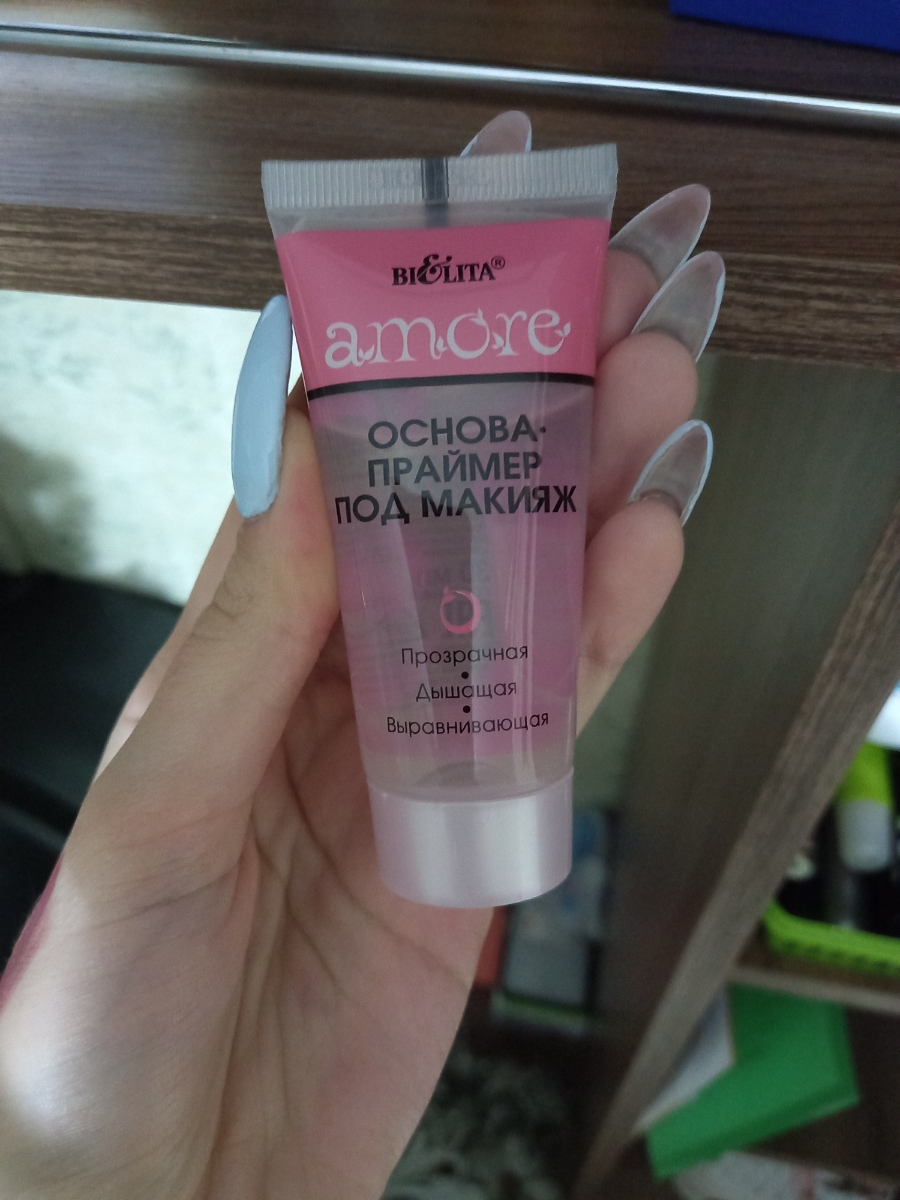 BI&LITA®
amore
ОСНОВА-
ПРАЙМЕР
ПОД МАКИЯЖ
Прозрачная
•
Дышащая
•
Выравнивающая